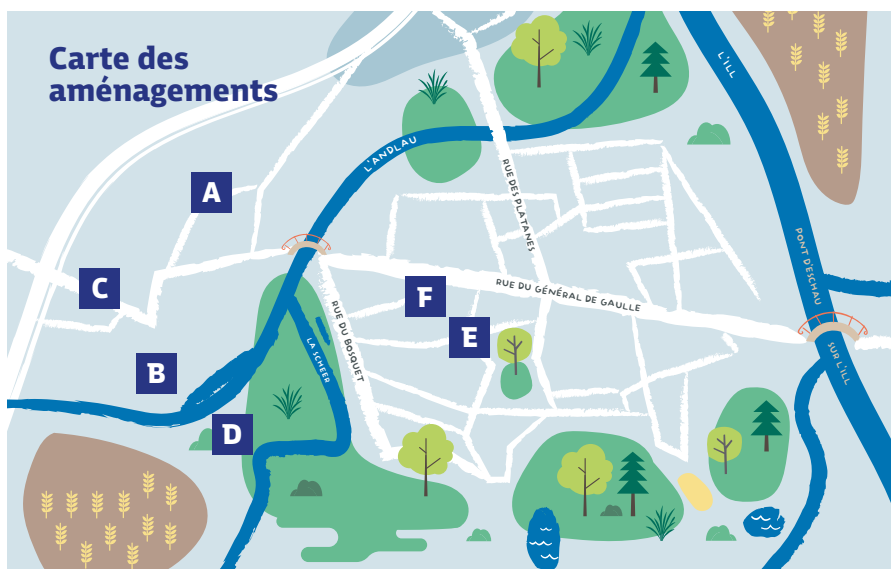 Carte des
aménagements
L'ILL
A
L'ANDLAU
RUE DES PLATANES
PONT D'ESCHAU
SUR L'ILL
C
F
RUE DU GÉNÉRAL DE GAULLE
E
RUE DU BOSQUET
LA SCHEER
B
D